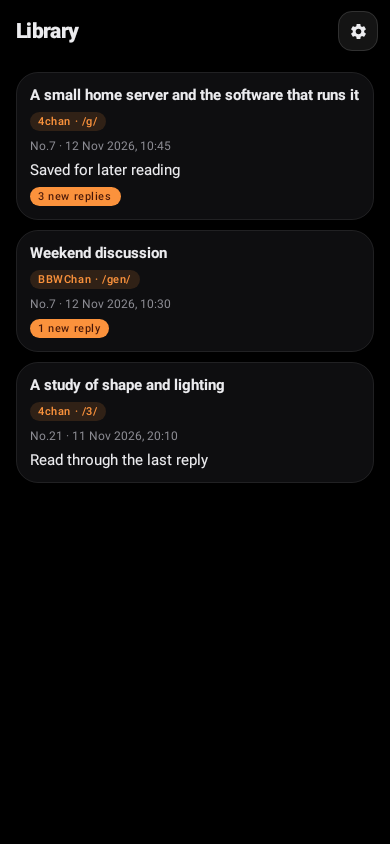 Library
A small home server and the software that runs it
4chan · /g/
No.7 · 12 Nov 2026, 10:45
Saved for later reading
3 new replies
Weekend discussion
BBWChan · /gen/
No.7 · 12 Nov 2026, 10:30
1 new reply
A study of shape and lighting
4chan · /3/
No.21 · 11 Nov 2026, 20:10
Read through the last reply